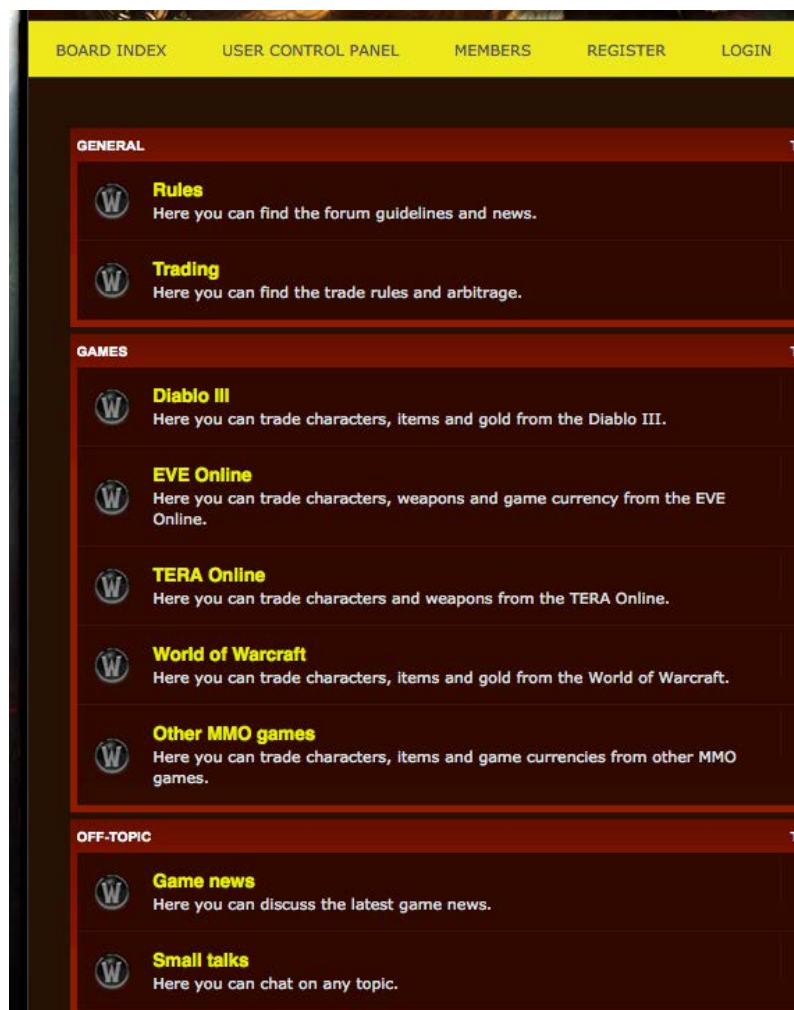 BOARD INDEX USER CONTROL PANEL MEMBERS REGISTER LOGIN
GENERAL
Rules
Here you can find the forum guidelines and news.
Trading
Here you can find the trade rules and arbitrage.
GAMES
Diablo III
Here you can trade characters, items and gold from the Diablo III.
EVE Online
Here you can trade characters, weapons and game currency from the EVE
Online.
TERA Online
Here you can trade characters and weapons from the TERA Online.
World of Warcraft
Here you can trade characters, items and gold from the World of Warcraft.
Other MMO games
Here you can trade characters, items and game currencies from other MMO
games.
OFF-TOPIC
Game news
Here you can discuss the latest game news.
Small talks
Here you can chat on any topic.